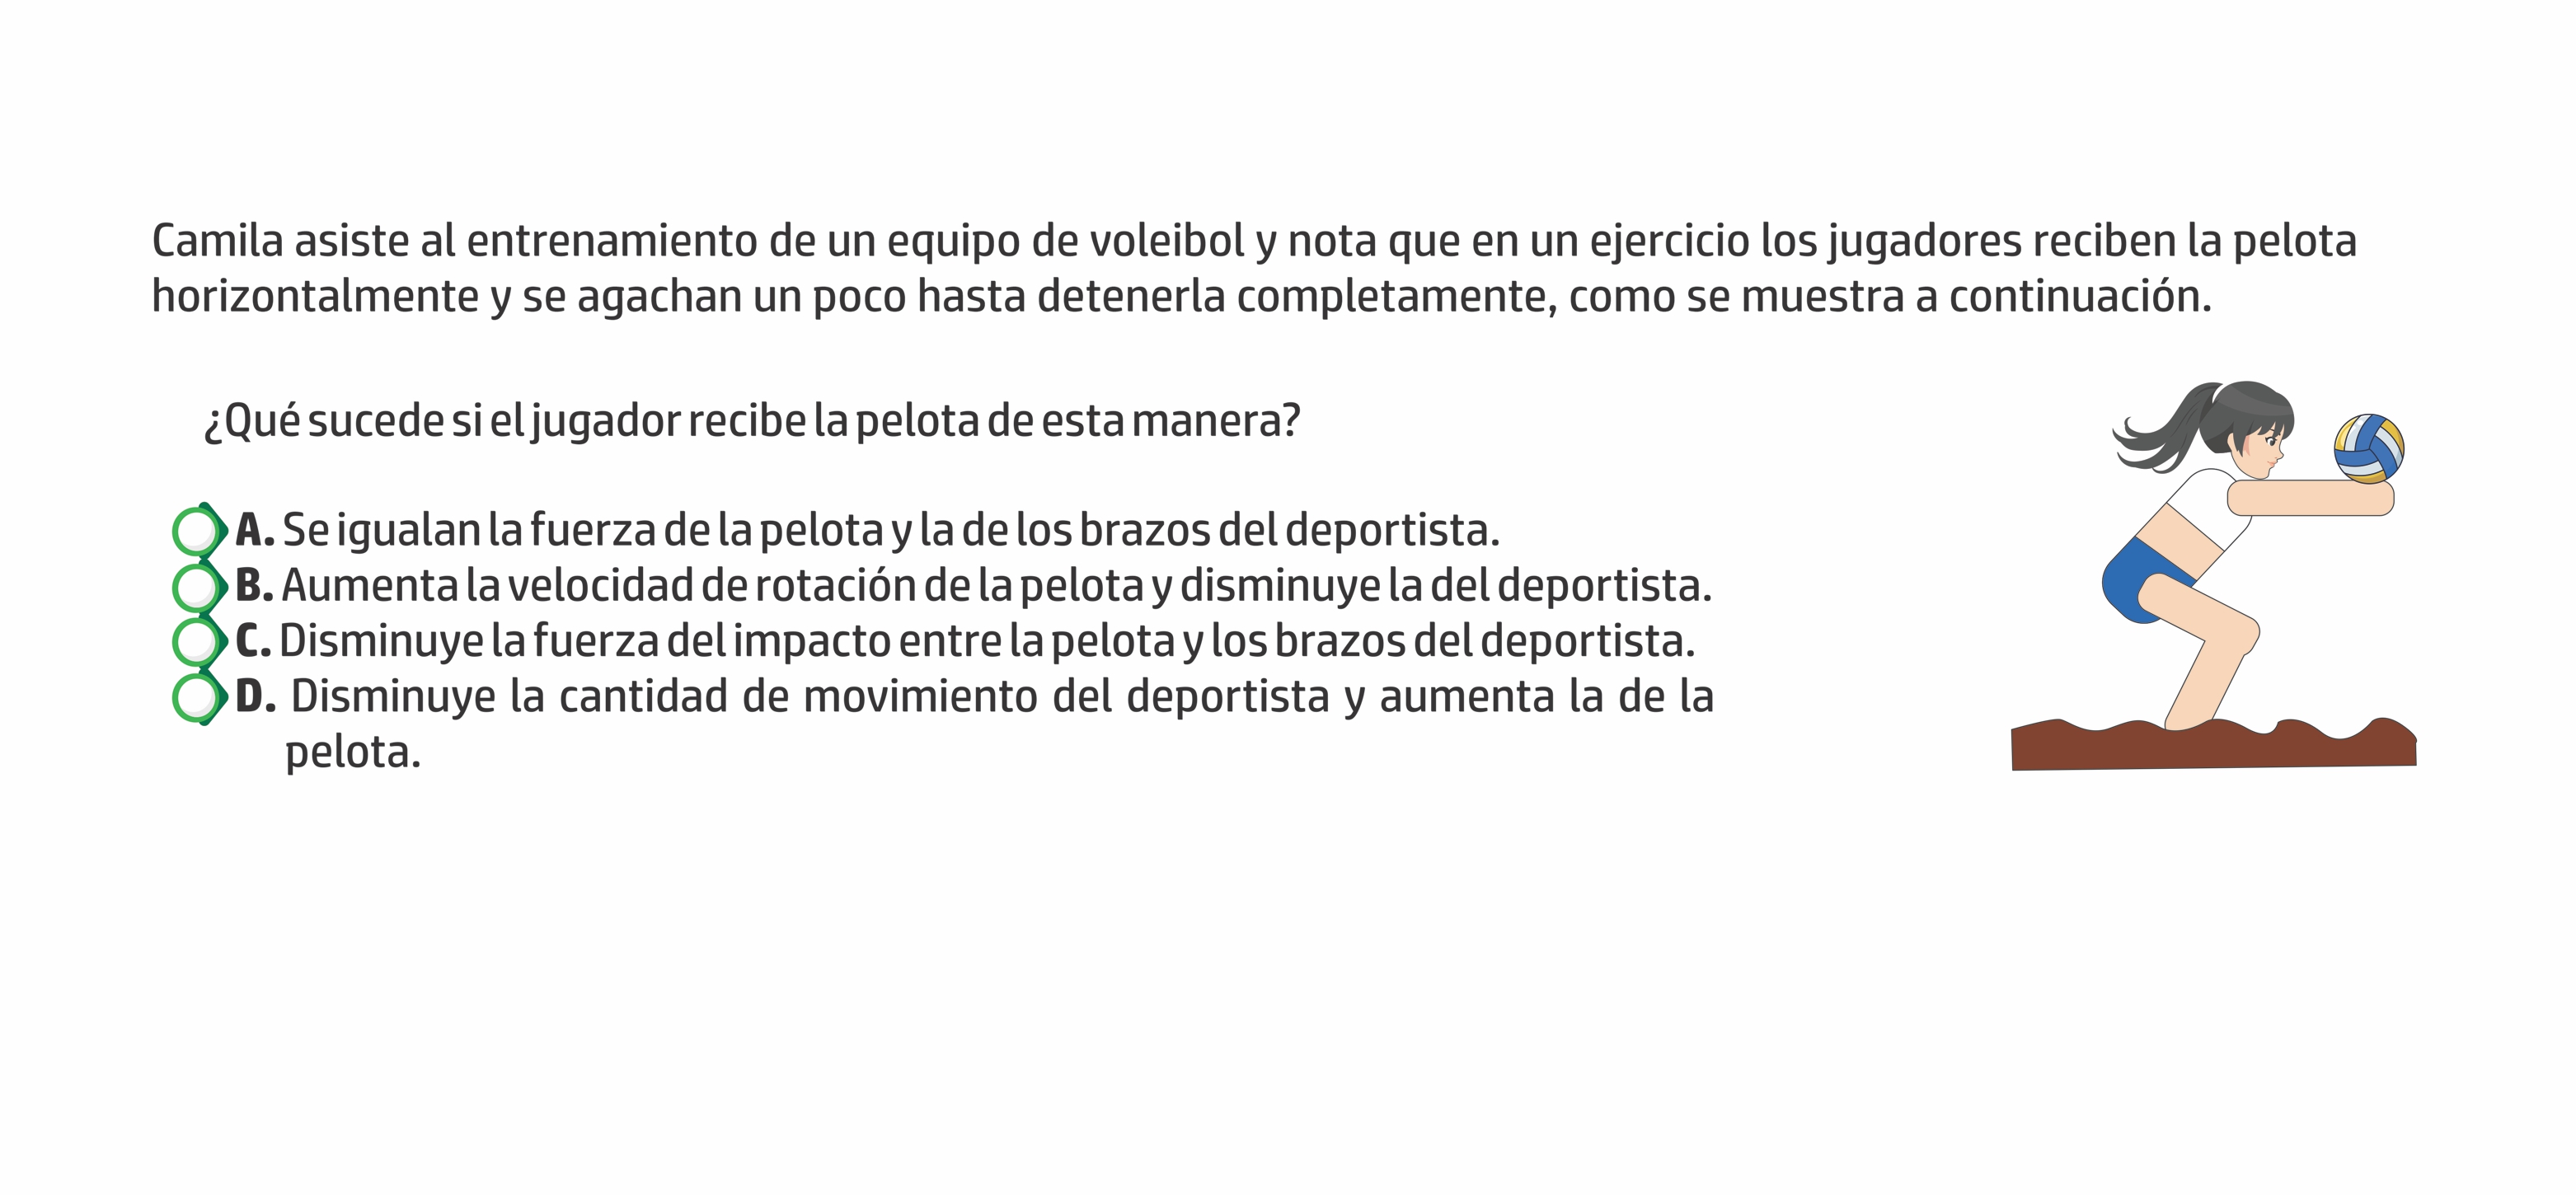 Camila asiste al entrenamiento de un equipo de voleibol y nota que en un ejercicio los jugadores reciben la pelota
horizontalmente y se agachan un poco hasta detenerla completamente, como se muestra a continuación.
¿Qué sucede si el jugador recibe la pelota de esta manera?
A. Se igualan la fuerza de la pelota y la de los brazos del deportista.
B. Aumenta la velocidad de rotación de la pelota y disminuye la del deportista.
C. Disminuye la fuerza del impacto entre la pelota y los brazos del deportista.
D. Disminuye la cantidad de movimiento del deportista y aumenta la de la
pelota.